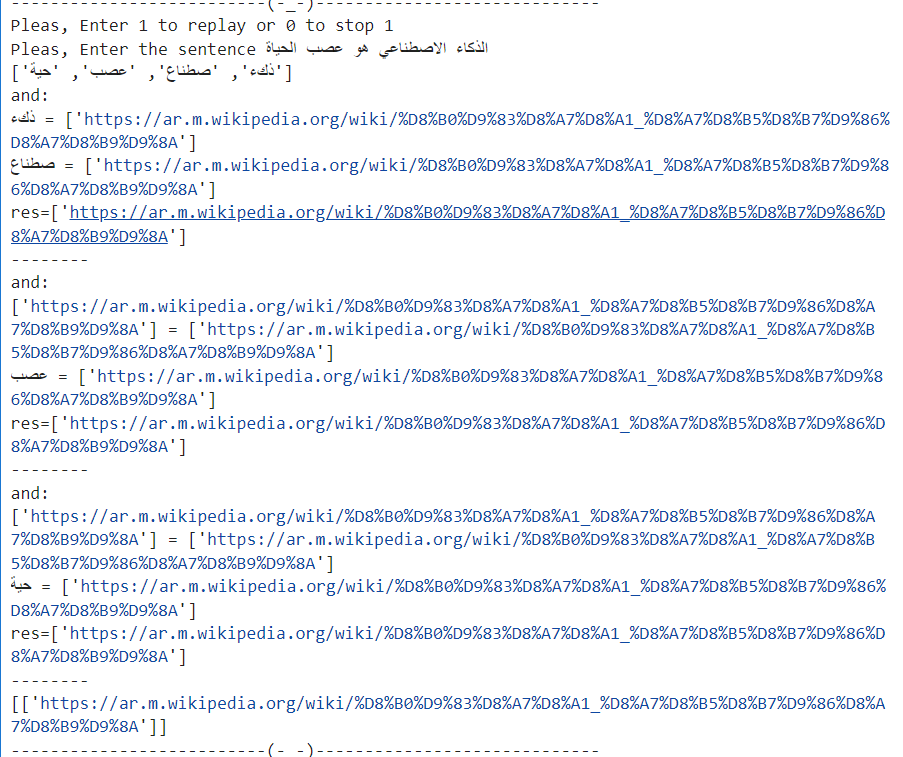 --------------------------(-_-)-----------------------------
Pleas, Enter 1 to replay or 0 to stop 1
Pleas, Enter the sentence الذكاء الاصطناعي هو عصب الحياة
['ذكء', 'صطناع', 'عصب', 'حية']
and:
ذكء = ['https://ar.m.wikipedia.org/wiki/%D8%B0%D9%83%D8%A7%D8%A1_%D8%A7%D8%B5%D8%B7%D9%86%
D8%A7%D8%B9%D9%8A']
صطناع = ['https://ar.m.wikipedia.org/wiki/%D8%B0%D9%83%D8%A7%D8%A1_%D8%A7%D8%B5%D8%B7%D9%8
6%D8%A7%D8%B9%D9%8A']
res=['https://ar.m.wikipedia.org/wiki/%D8%B0%D9%83%D8%A7%D8%A1_%D8%A7%D8%B5%D8%B7%D9%86%D
8%A7%D8%B9%D9%8A']
--------
and:
['https://ar.m.wikipedia.org/wiki/%D8%B0%D9%83%D8%A7%D8%A1_%D8%A7%D8%B5%D8%B7%D9%86%D8%A
7%D8%B9%D9%8A'] = ['https://ar.m.wikipedia.org/wiki/%D8%B0%D9%83%D8%A7%D8%A1_%D8%A7%D8%B
5%D8%B7%D9%86%D8%A7%D8%B9%D9%8A']
عصب = ['https://ar.m.wikipedia.org/wiki/%D8%B0%D9%83%D8%A7%D8%A1_%D8%A7%D8%B5%D8%B7%D9%8
6%D8%A7%D8%B9%D9%8A']
res=['https://ar.m.wikipedia.org/wiki/%D8%B0%D9%83%D8%A7%D8%A1_%D8%A7%D8%B5%D8%B7%D9%86%D
8%A7%D8%B9%D9%8A']
--------
and:
['https://ar.m.wikipedia.org/wiki/%D8%B0%D9%83%D8%A7%D8%A1_%D8%A7%D8%B5%D8%B7%D9%86%D8%A
7%D8%B9%D9%8A'] = ['https://ar.m.wikipedia.org/wiki/%D8%B0%D9%83%D8%A7%D8%A1_%D8%A7%D8%B
5%D8%B7%D9%86%D8%A7%D8%B9%D9%8A']
حية = ['https://ar.m.wikipedia.org/wiki/%D8%B0%D9%83%D8%A7%D8%A1_%D8%A7%D8%B5%D8%B7%D9%86%
D8%A7%D8%B9%D9%8A']
res=['https://ar.m.wikipedia.org/wiki/%D8%B0%D9%83%D8%A7%D8%A1_%D8%A7%D8%B5%D8%B7%D9%86%D
8%A7%D8%B9%D9%8A']
--------
[['https://ar.m.wikipedia.org/wiki/%D8%B0%D9%83%D8%A7%D8%A1_%D8%A7%D8%B5%D8%B7%D9%86%D8%A
7%D8%B9%D9%8A']]
--------------------------(-_-)-----------------------------